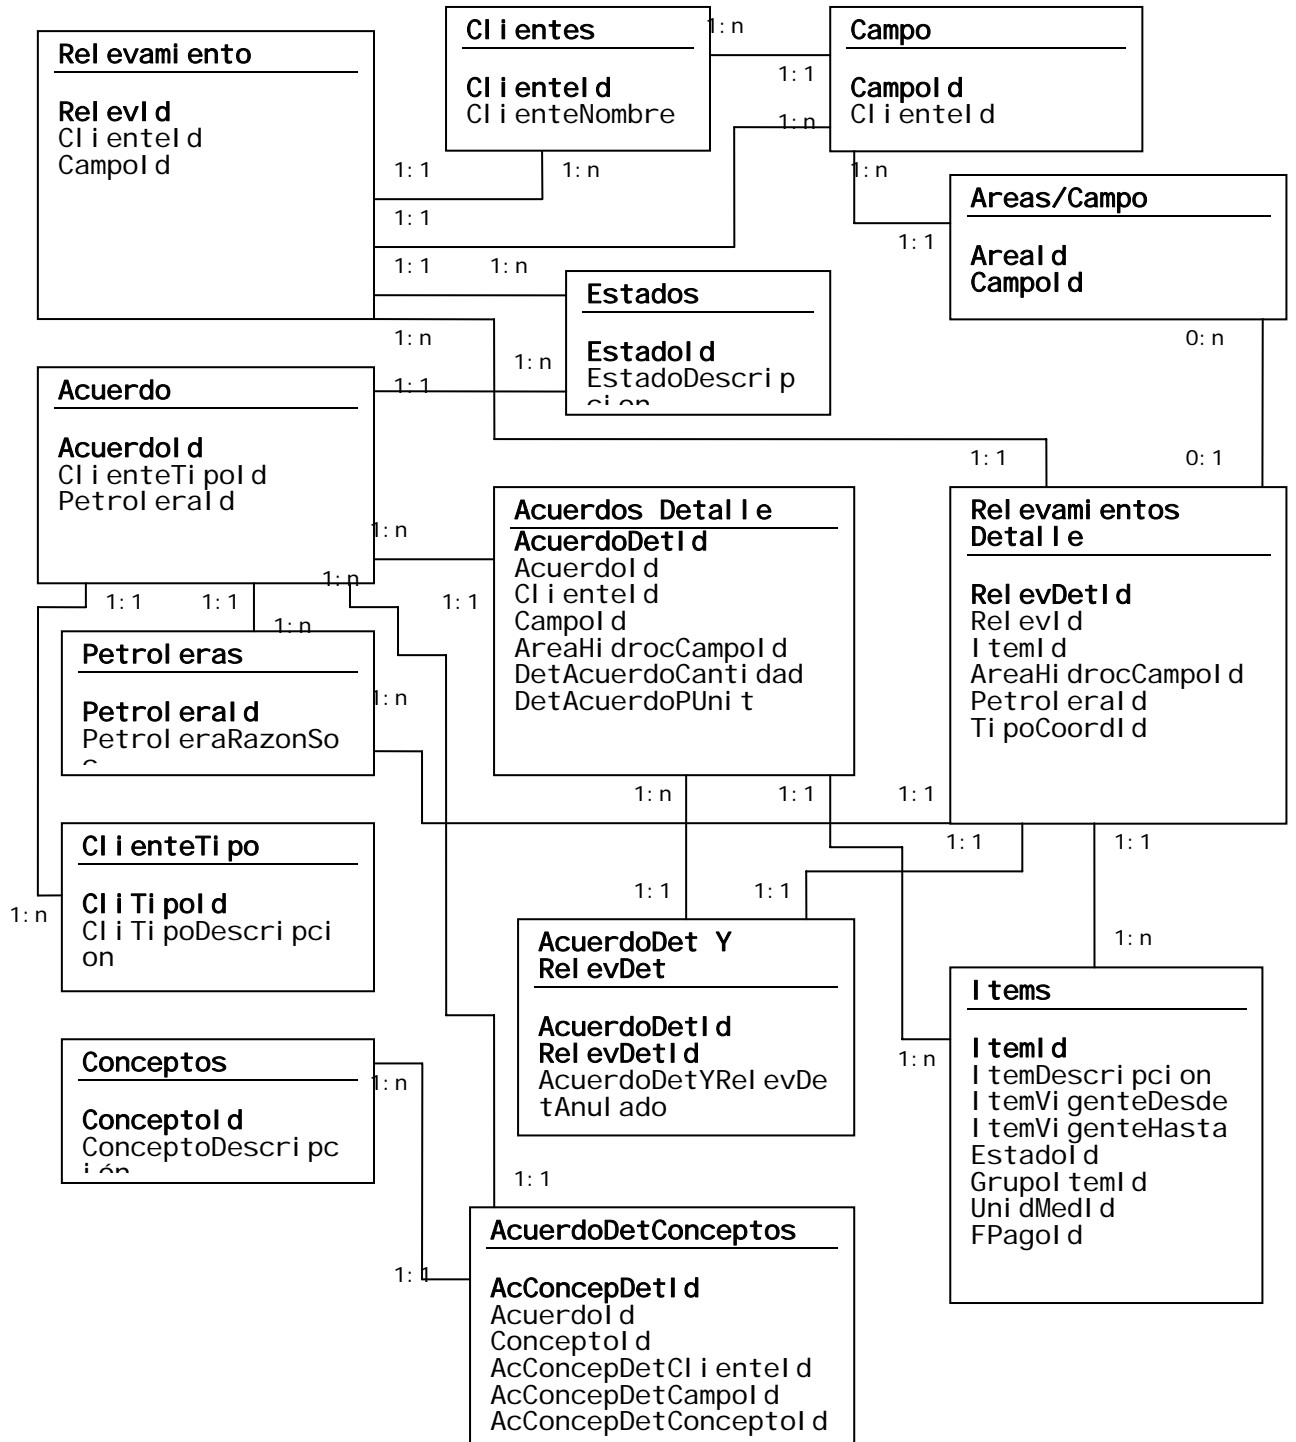 Clientes
ClienteId
ClienteNombre
1:n
1:1
Campo
CampoId
ClienteId
1:n
Relevamiento
RelevId
ClienteId
CampoId
1:1
1:n
1:1
1:n
1:1
Areas/Campo
AreaId
CampoId
1:1
1:n
Estados
EstadoId
EstadoDescrip
cion
1:n
1:n
1:1
0:n
Acuerdo
AcuerdoId
ClienteTipoId
PetroleraId
1:1
0:1
1:n
1:n
1:1
1:1
1:1
1:n
Acuerdos Detalle
AcuerdoDetId
AcuerdoId
ClienteId
CampoId
AreaHidrocCampoId
DetAcuerdoCantidad
DetAcuerdoPUnit
Relevamientos
Detalle
RelevDetId
RelevId
ItemId
AreaHidrocCampoId
PetroleraId
TipoCoordId
Petroleras
PetroleraId
PetroleraRazonSo
1:n
1:n
1:1
1:1
1:1
1:1
ClienteTipo
CliTipoId
CliTipoDescripci
on
1:n
1:1
1:1
1:n
AcuerdoDet Y
RelevDet
AcuerdoDetId
RelevDetId
AcuerdoDetYRelevDe
tAnulado
Items
ItemId
ItemDescripcion
ItemVigenteDesde
ItemVigenteHasta
EstadoId
GrupoItemId
UnidMedId
FPagoId
1:n
Conceptos
ConceptoId
ConceptoDescripc
ión
1:n
1:1
1:1
AcuerdoDetConceptos
AcConcepDetId
AcuerdoId
ConceptoId
AcConcepDetClienteId
AcConcepDetCampoId
AcConcepDetConceptoId